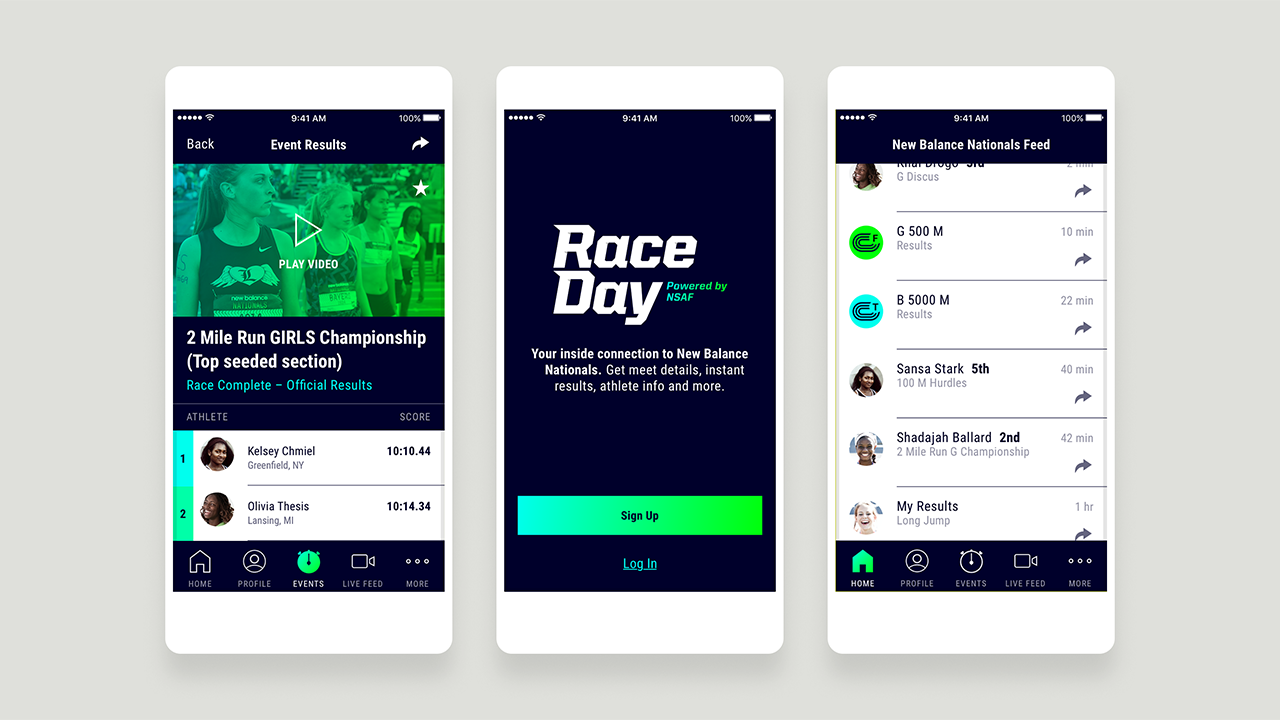 9:41 AM
100%
Back
Event Results
PLAY VIDEO
new balance
NATIONALS
2 Mile Run GIRLS Championship
(Top seeded section)
Race Complete – Official Results
ATHLETE
SCORE
1
Kelsey Chmiel
10:10.44
Greenfield, NY
2
Olivia Thesis
10:14.34
Lansing, MI
HOME
PROFILE
EVENTS
LIVE FEED
MORE
9:41 AM
100%
Race
Day
Powered by
NSAF
Your inside connection to New Balance
Nationals. Get meet details, instant
results, athlete info and more.
Sign Up
Log In
9:41 AM
100%
New Balance Nationals Feed
Khal Drogo 3rd
2 min
G Discus
F
G 500 M
10 min
Results
T
B 5000 M
22 min
Results
Sansa Stark 5th
40 min
100 M Hurdles
Shadajah Ballard 2nd
42 min
2 Mile Run G Championship
My Results
1 hr
Long Jump
HOME
PROFILE
EVENTS
LIVE FEED
MORE